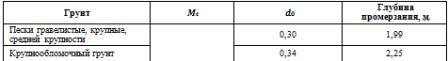 Грунт Mt d0 Глубина
промерзания, м.
Пески гравелистые, крупные,
средней крупности 0,30 1,99
Крупнообломочный грунт 0,34 2,25